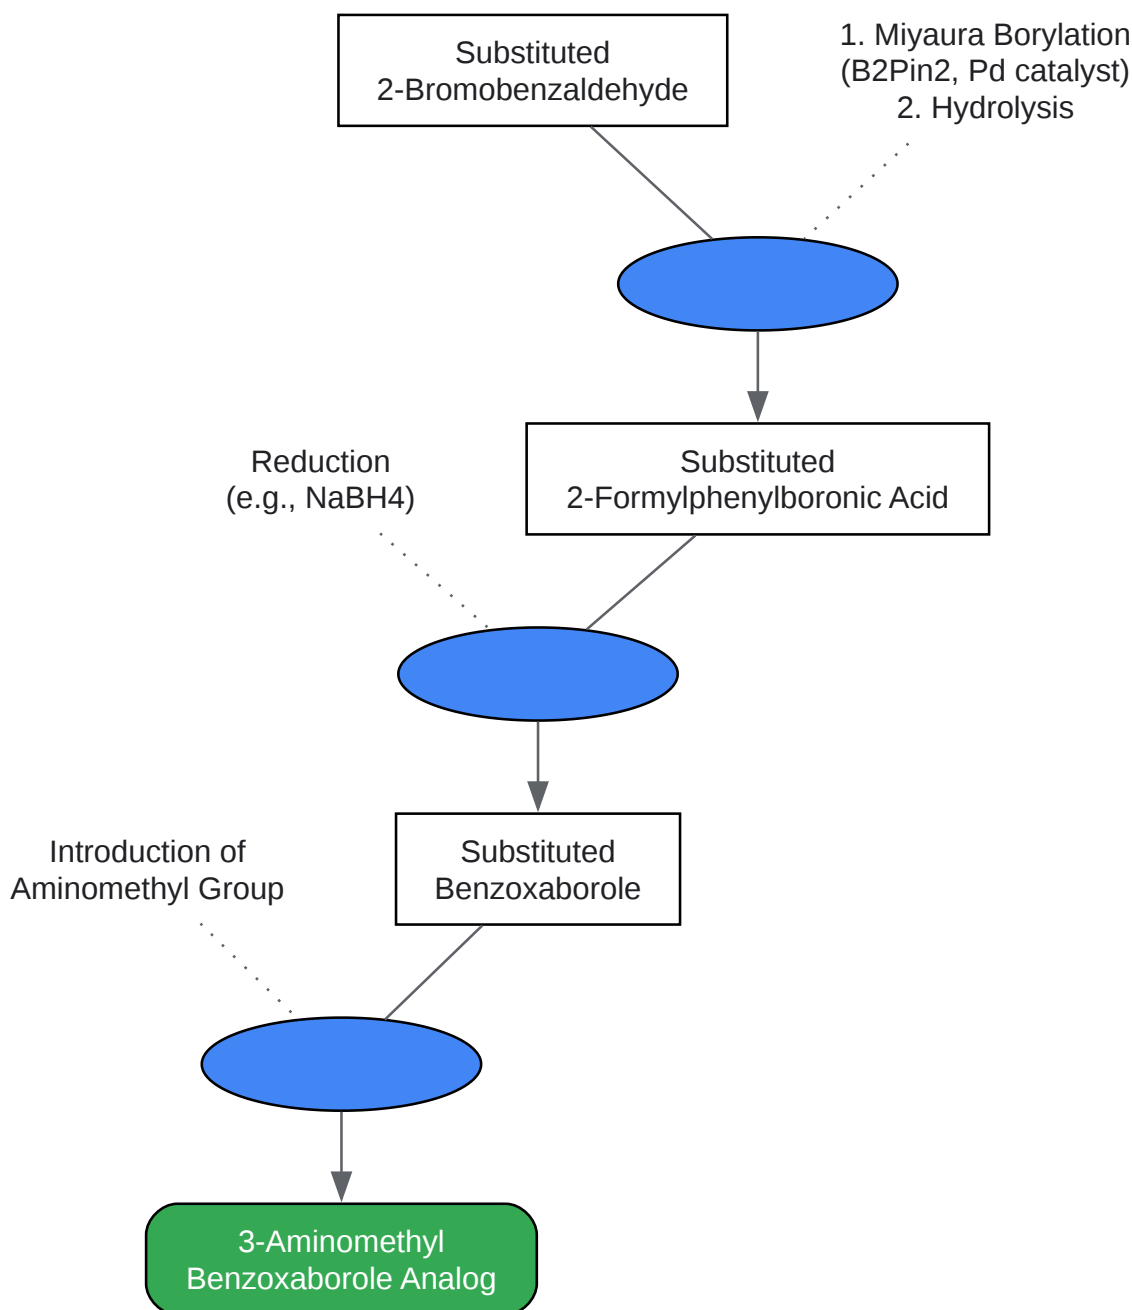 Substituted
2-Bromobenzaldehyde
1. Miyaura Borylation
(B2Pin2, Pd catalyst)
2. Hydrolysis
Reduction
(e.g., NaBH4)
Substituted
2-Formylphenylboronic Acid
Introduction of
Aminomethyl Group
Substituted
Benzoxaborole
3-Aminomethyl
Benzoxaborole Analog